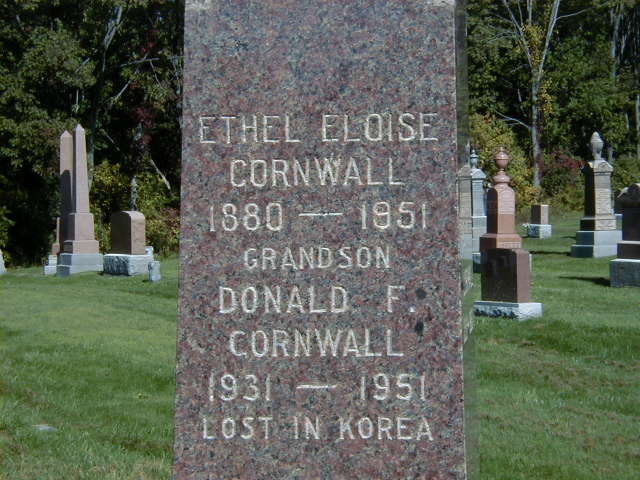 ETHEL ELOISE
CORNWALL
1880 — 1951
GRANDSON
DONALD F.
CORNWALL
1931 — 1951
LOST IN KOREA